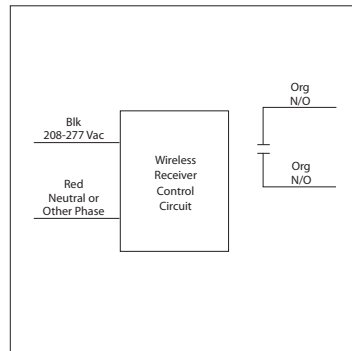 Blk
208-277 Vac
Red
Neutral or
Other Phase
Wireless
Receiver
Control
Circuit
Org
N/O
Org
N/O